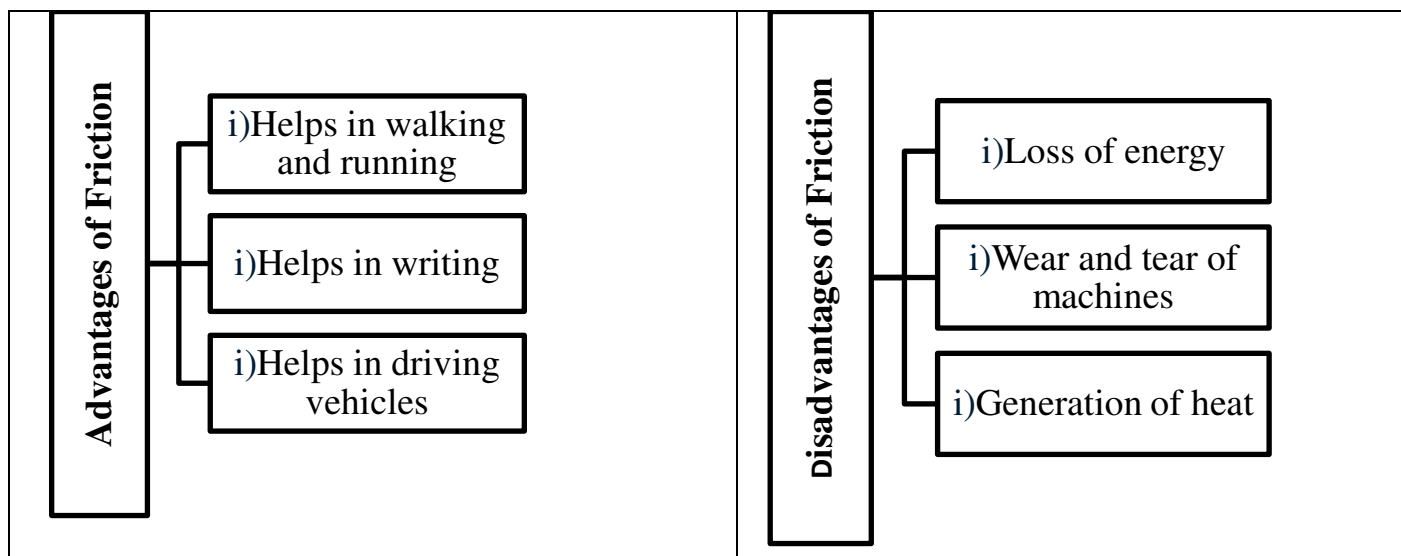 Advantages of Friction
i)Helps in walking
and running
i)Helps in writing
i)Helps in driving
vehicles
Disadvantages of Friction
i)Loss of energy
i)Wear and tear of
machines
i)Generation of heat